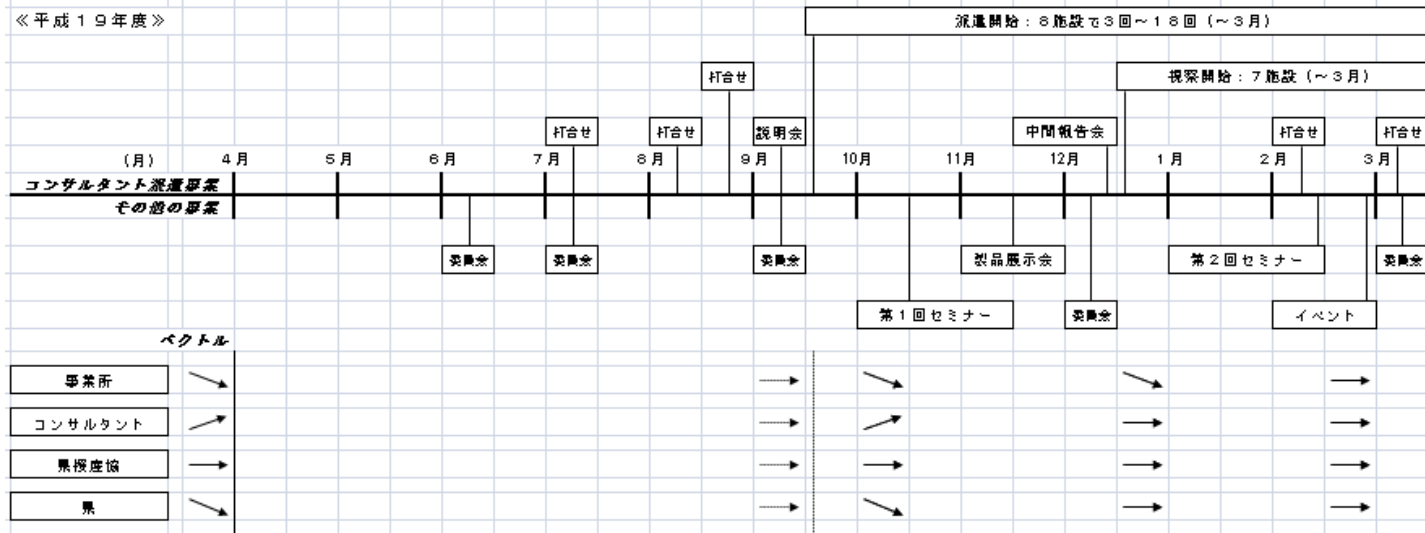 ≪平成１９年度≫
派遣開始：８施設で３回～１８回（～３月）
打合せ
視察開始：７施設（～３月）
打合せ
打合せ
説明会
中間報告会
打合せ
打合せ
（月）
４月
５月
６月
７月
８月
９月
10月
11月
12月
１月
２月
３月
コンサルタント派遣事業
その他の事業
委員会
委員会
委員会
製品展示会
第２回セミナー
委員会
第１回セミナー
委員会
イベント
ベクトル
事業所
コンサルタント
県授産協
県